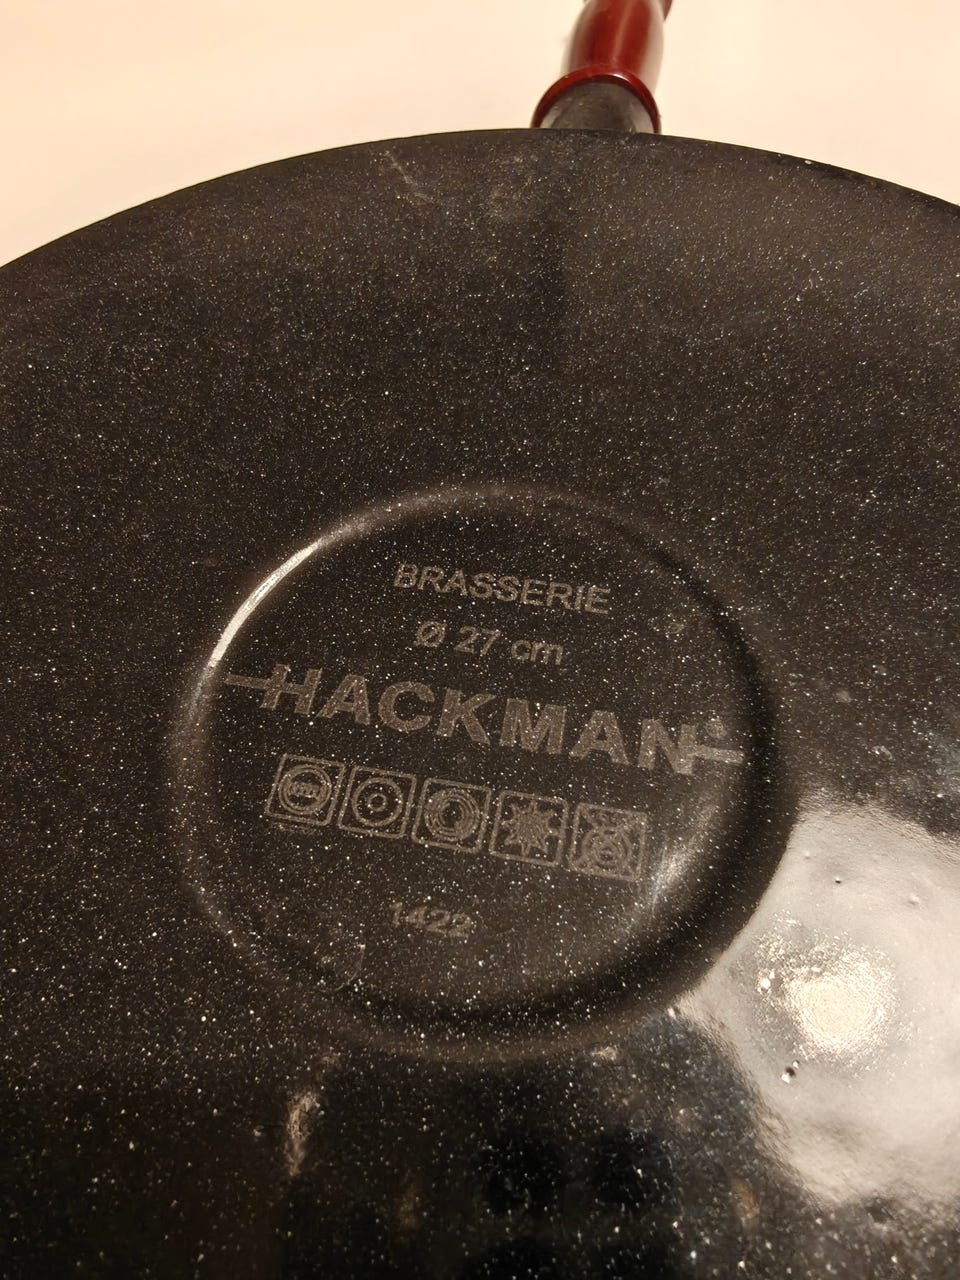 BRASSERIE
Ø 27 cm
HACKMAN
1422